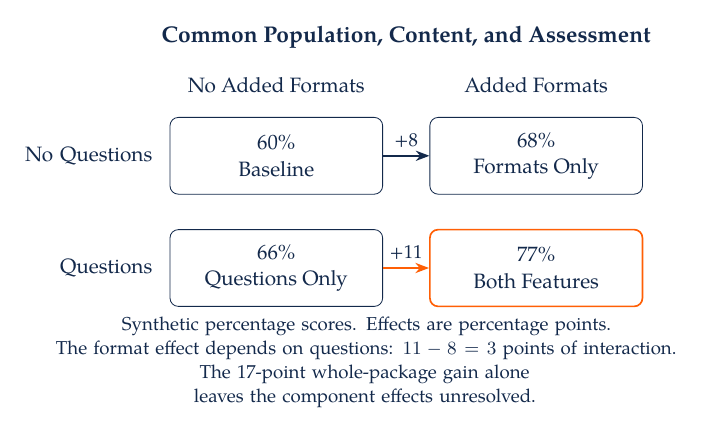 Common Population, Content, and Assessment
No Added Formats
Added Formats
No Questions
60%
Baseline
+8
68%
Formats Only
Questions
66%
Questions Only
+11
77%
Both Features
Synthetic percentage scores. Effects are percentage points.
The format effect depends on questions: 11 − 8 = 3 points of interaction.
The 17-point whole-package gain alone
leaves the component effects unresolved.